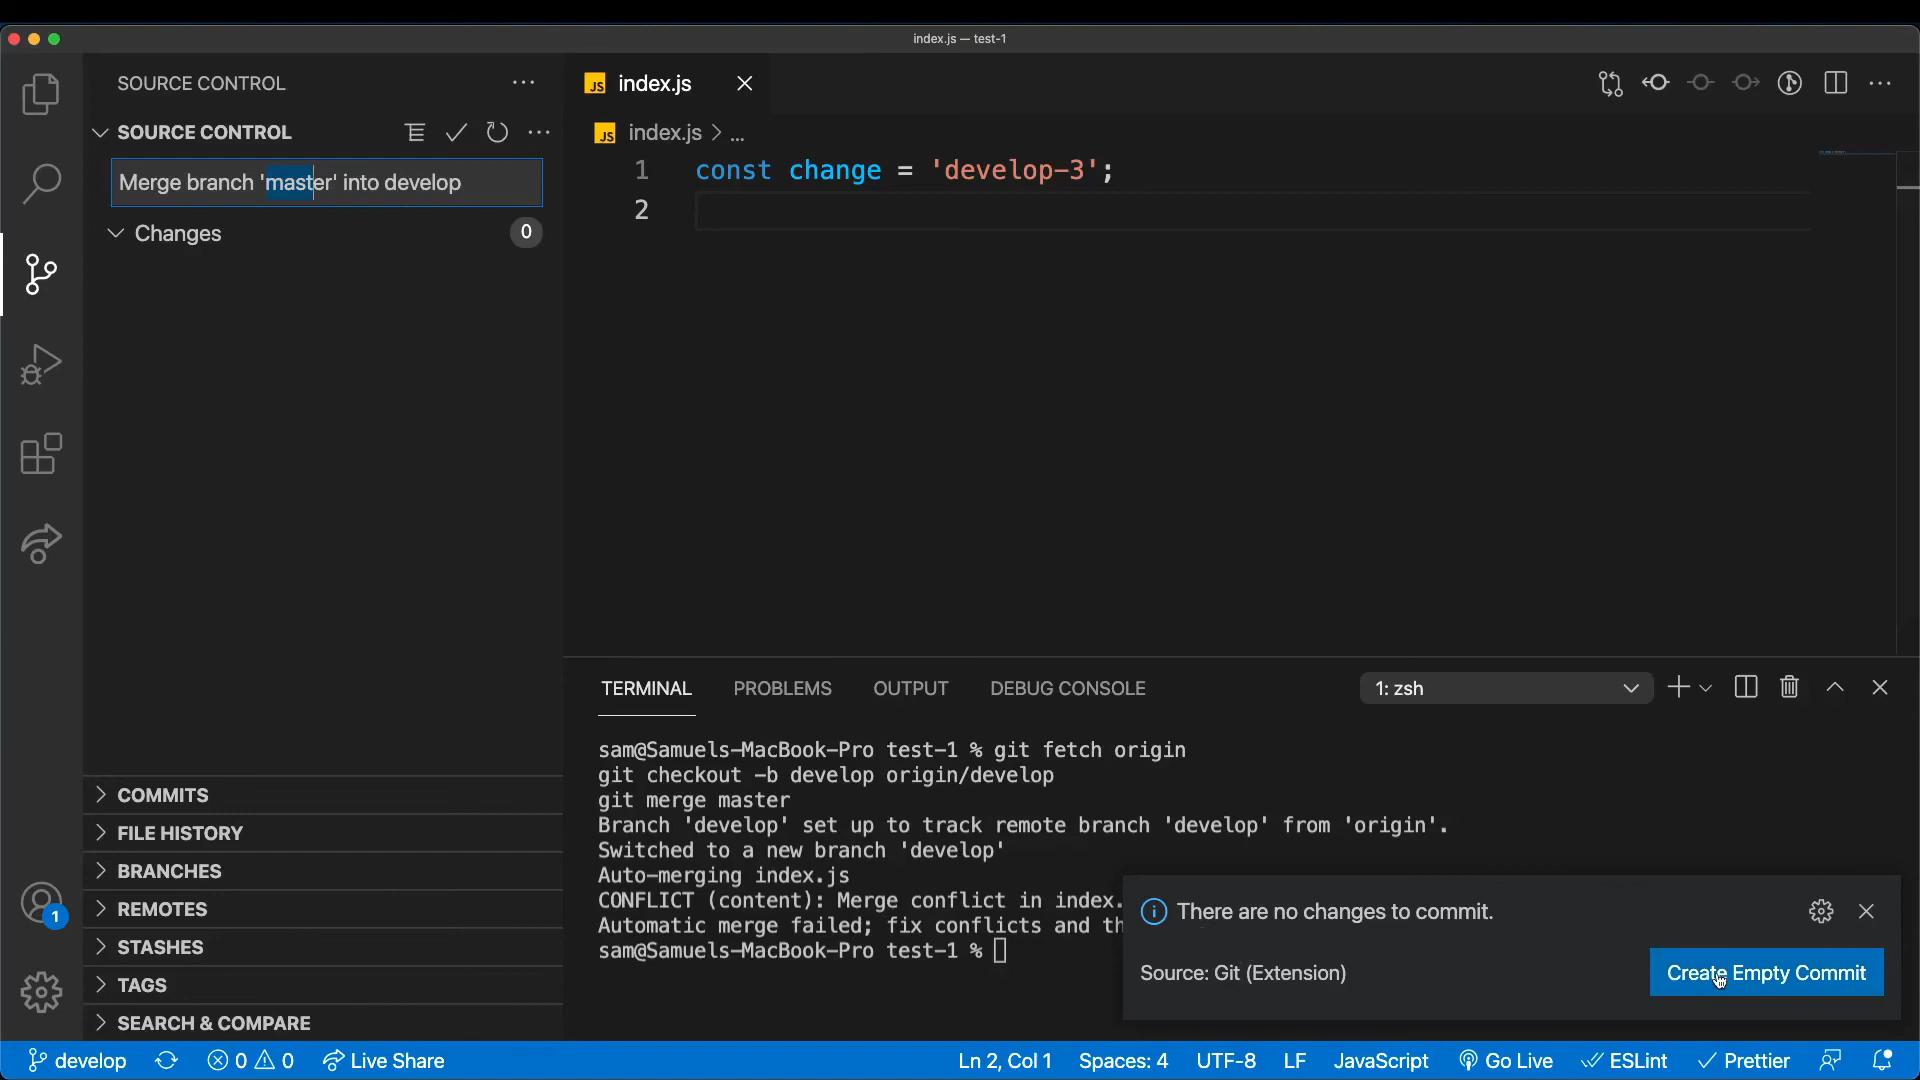 index.js — test-1
SOURCE CONTROL
SOURCE CONTROL
Merge branch 'master' into develop
Changes
0
JS index.js
JS index.js > ...
1 const change = 'develop-3';
2
TERMINAL PROBLEMS OUTPUT DEBUG CONSOLE
1: zsh
sam@Samuels-MacBook-Pro test-1 % git fetch origin
git checkout -b develop origin/develop
git merge master
Branch 'develop' set up to track remote branch 'develop' from 'origin'.
Switched to a new branch 'develop'
Auto-merging index.js
CONFLICT (content): Merge conflict in index.
Automatic merge failed; fix conflicts and th
sam@Samuels-MacBook-Pro test-1 %
There are no changes to commit.
Source: Git (Extension)
Create Empty Commit
COMMITS
FILE HISTORY
BRANCHES
REMOTES
STASHES
TAGS
SEARCH & COMPARE
1
develop 0 0 Live Share Ln 2, Col 1 Spaces: 4 UTF-8 LF JavaScript Go Live ESLint Prettier